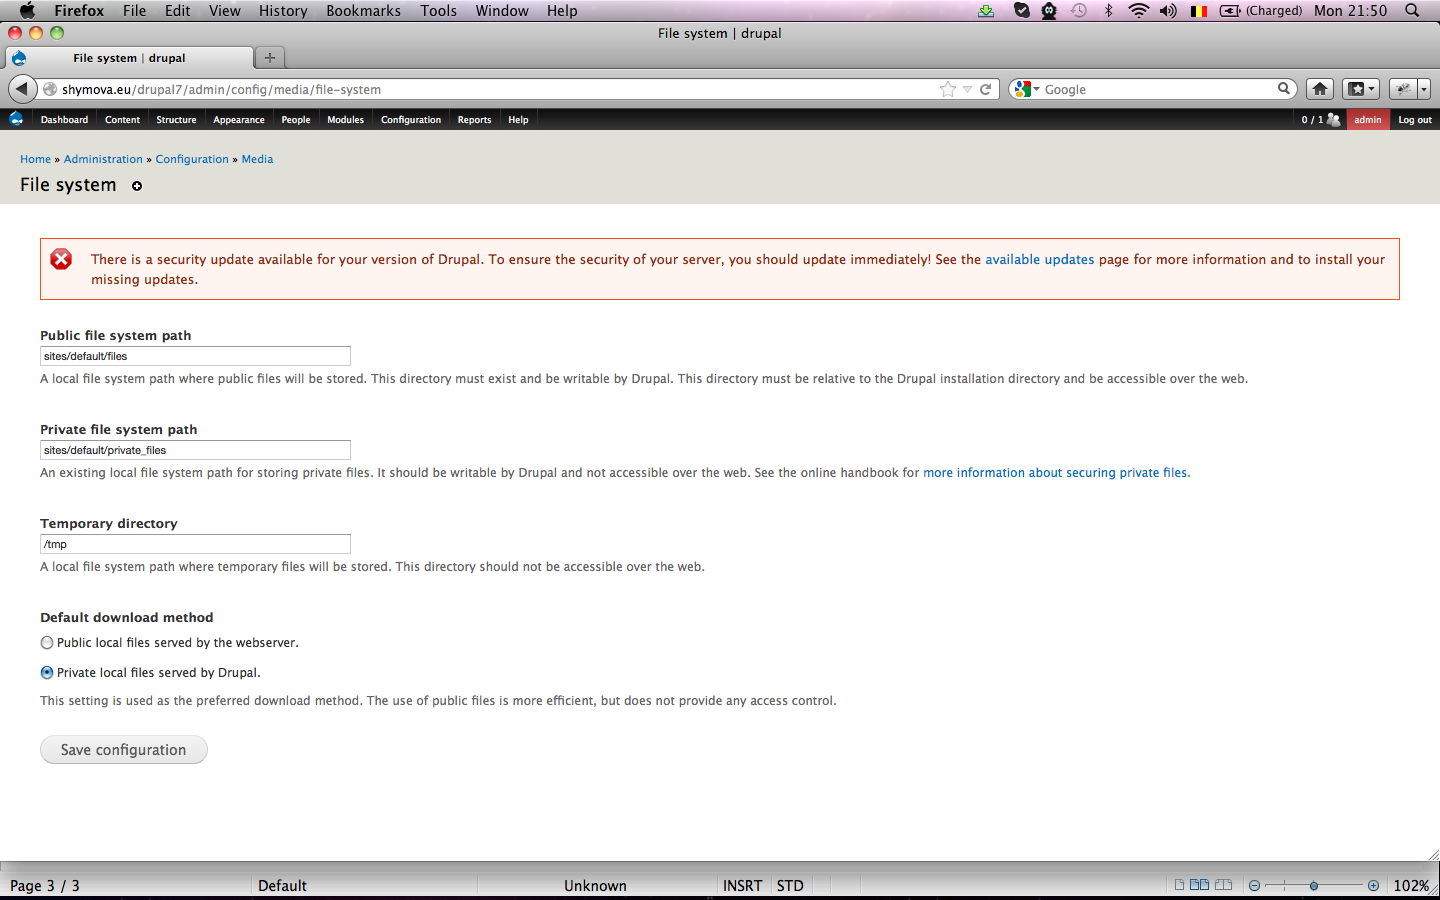 Firefox File Edit View History Bookmarks Tools Window Help (Charged) Mon 21:50
File system | drupal
File system | drupal
shymova.eu/drupal7/admin/config/media/file-system Google
Dashboard Content Structure Appearance People Modules Configuration Reports Help 0 / 1 admin Log out
Home » Administration » Configuration » Media
File system
There is a security update available for your version of Drupal. To ensure the security of your server, you should update immediately! See the available updates page for more information and to install your
missing updates.
Public file system path
sites/default/files
A local file system path where public files will be stored. This directory must exist and be writable by Drupal. This directory must be relative to the Drupal installation directory and be accessible over the web.
Private file system path
sites/default/private_files
An existing local file system path for storing private files. It should be writable by Drupal and not accessible over the web. See the online handbook for more information about securing private files.
Temporary directory
/tmp
A local file system path where temporary files will be stored. This directory should not be accessible over the web.
Default download method
Public local files served by the webserver.
Private local files served by Drupal.
This setting is used as the preferred download method. The use of public files is more efficient, but does not provide any access control.
Save configuration
Page 3 / 3 Default Unknown INSRT STD 102%